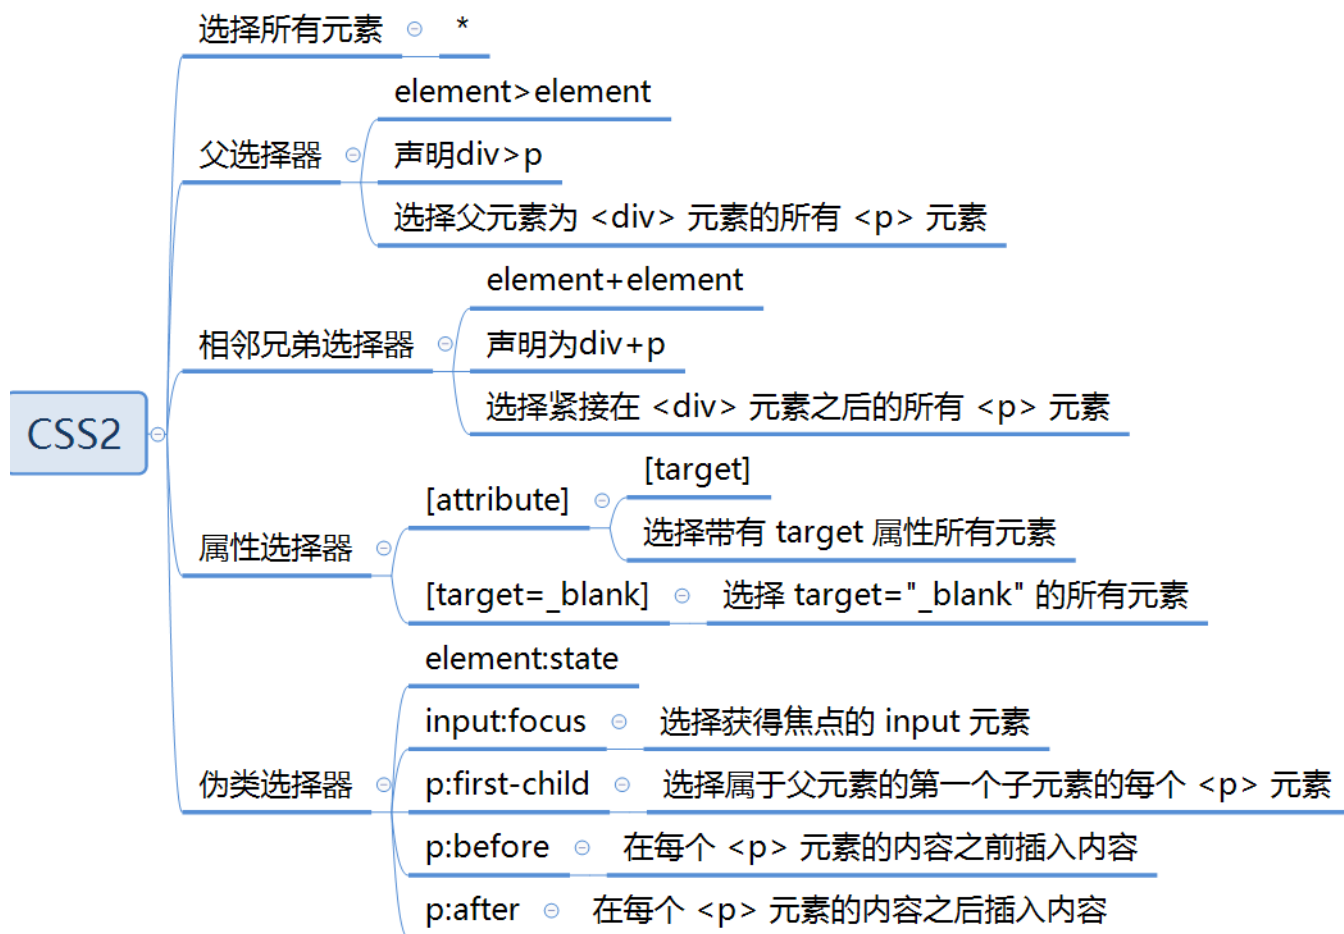 选择所有元素
*
父选择器
element>element
声明div>p
选择父元素为 <div> 元素的所有 <p> 元素
相邻兄弟选择器
element+element
声明为div+p
选择紧接在 <div> 元素之后的所有 <p> 元素
CSS2
属性选择器
[attribute]
[target]
选择带有 target 属性所有元素
[target=_blank]
选择 target="_blank" 的所有元素
伪类选择器
element:state
input:focus
选择获得焦点的 input 元素
p:first-child
选择属于父元素的第一个子元素的每个 <p> 元素
p:before
在每个 <p> 元素的内容之前插入内容
p:after
在每个 <p> 元素的内容之后插入内容